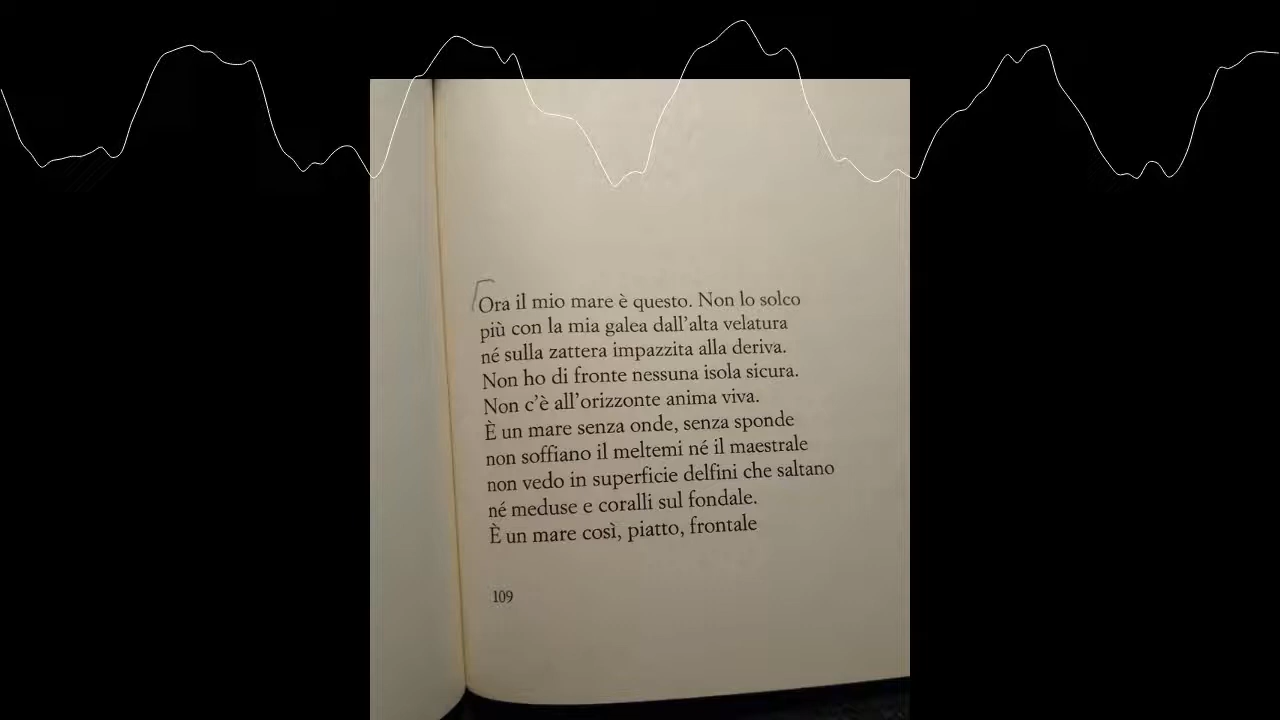 Ora il mio mare è questo. Non lo solco
più con la mia galea dall'alta velatura
né sulla zattera impazzita alla deriva.
Non ho di fronte nessuna isola sicura.
Non c'è all'orizzonte anima viva.
È un mare senza onde, senza sponde
non soffiano il meltemi né il maestrale
non vedo in superficie delfini che saltano
né meduse e coralli sul fondale.
È un mare così, piatto, frontale
109